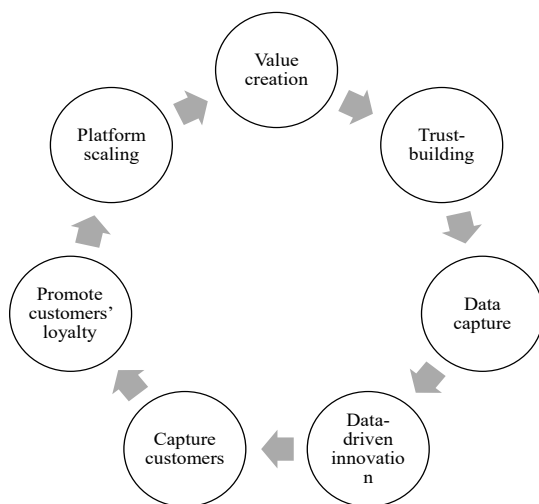 Value
creation
Trust-
building
Data
capture
Data-
driven
innovatio
n
Capture
customers
Promote
customers’
loyalty
Platform
scaling